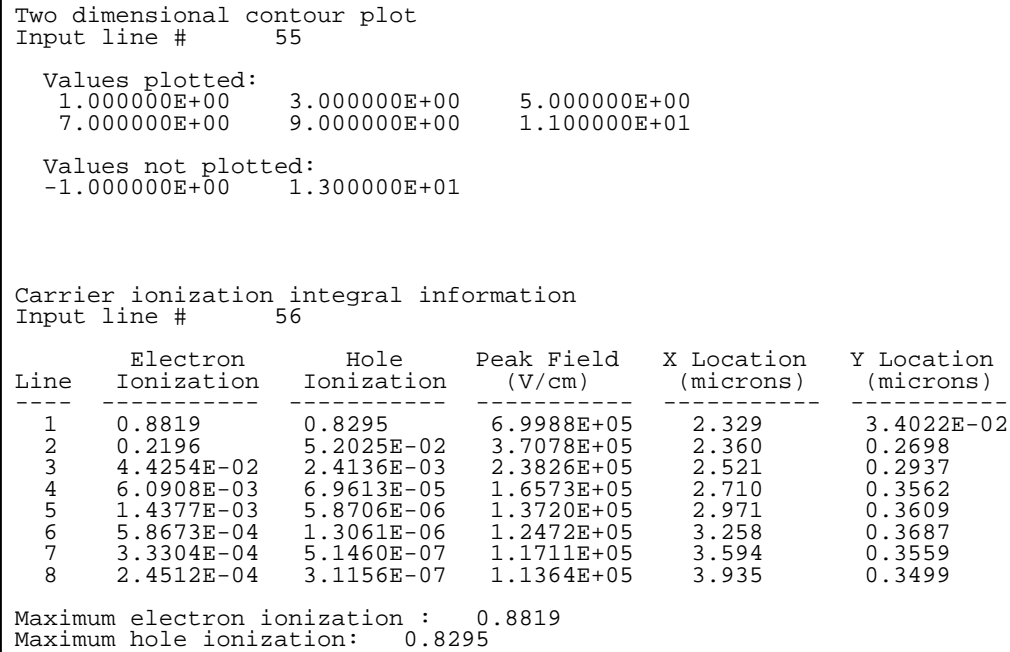 Two dimensional contour plot
Input line #      55
Values plotted:
1.000000E+00    3.000000E+00    5.000000E+00
7.000000E+00    9.000000E+00    1.100000E+01
Values not plotted:
-1.000000E+00    1.300000E+01
Carrier ionization integral information
Input line #      56
Electron    Hole    Peak Field    X Location    Y Location
Line    Ionization    Ionization    (V/cm)    (microns)    (microns)
----    -----------    -----------    -----------    -----------    -----------
1    0.8819    0.8295    6.9988E+05    2.329    3.4022E-02
2    0.2196    5.2025E-02    3.7078E+05    2.360    0.2698
3    4.4254E-02    2.4136E-03    2.3826E+05    2.521    0.2937
4    6.0908E-03    6.9613E-05    1.6573E+05    2.710    0.3562
5    1.4377E-03    5.8706E-06    1.3720E+05    2.971    0.3609
6    5.8673E-04    1.3061E-06    1.2472E+05    3.258    0.3687
7    3.3304E-04    5.1460E-07    1.1711E+05    3.594    0.3559
8    2.4512E-04    3.1156E-07    1.1364E+05    3.935    0.3499
Maximum electron ionization :   0.8819
Maximum hole ionization:   0.8295